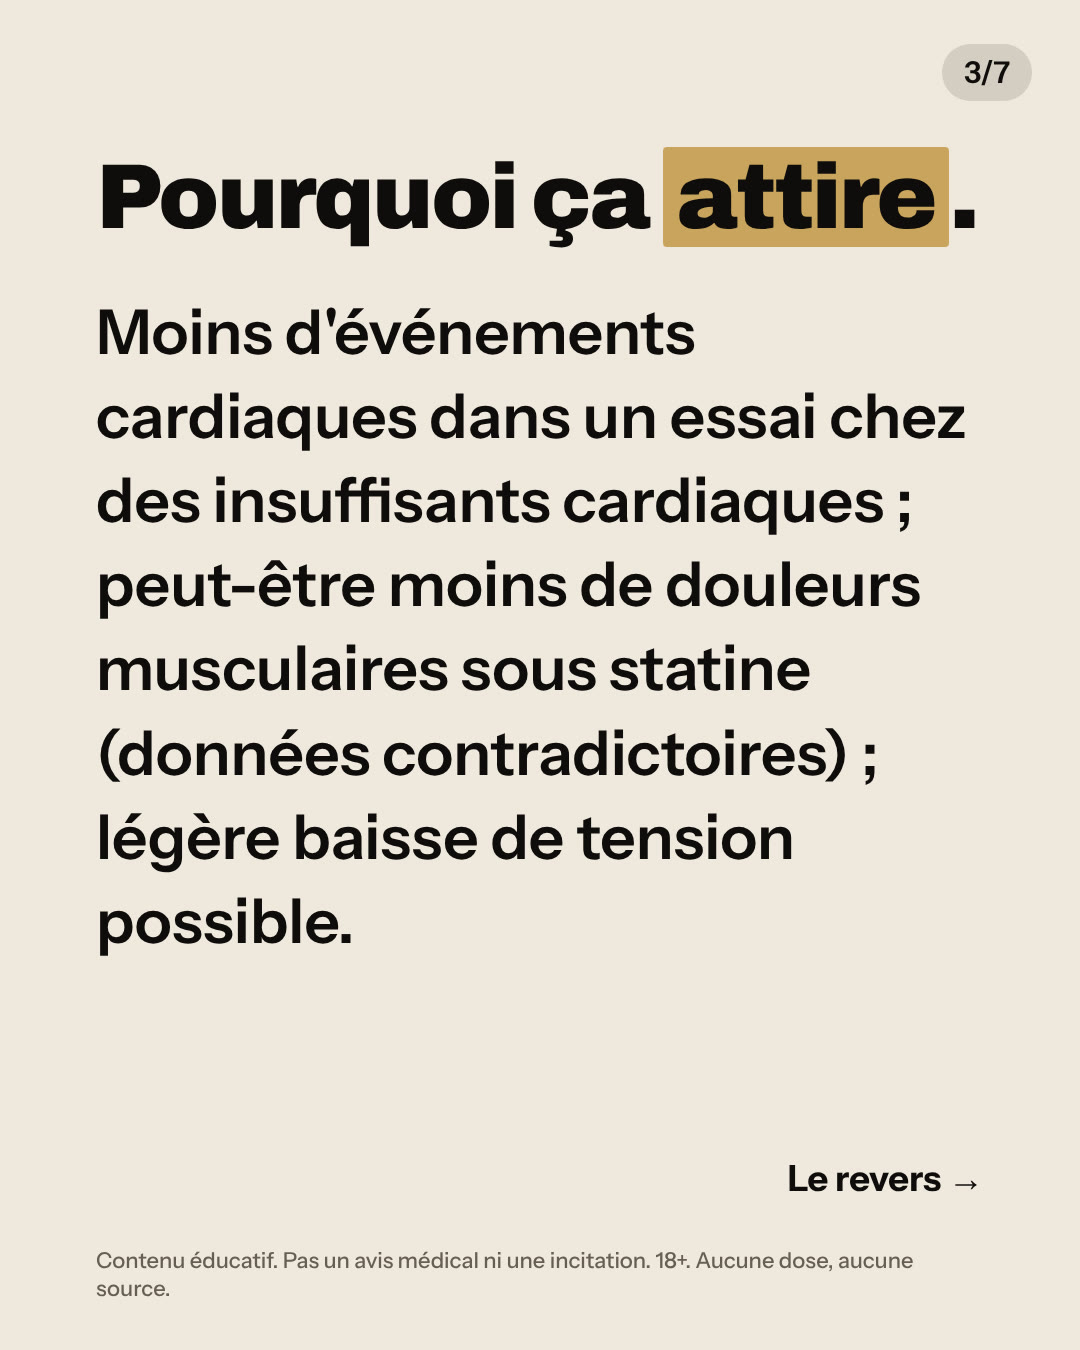 3/7
Pourquoi ça attire.
Moins d'événements
cardiaques dans un essai chez
des insuffisants cardiaques ;
peut-être moins de douleurs
musculaires sous statine
(données contradictoires) ;
légère baisse de tension
possible.
Le revers →
Contenu éducatif. Pas un avis médical ni une incitation. 18+. Aucune dose, aucune
source.